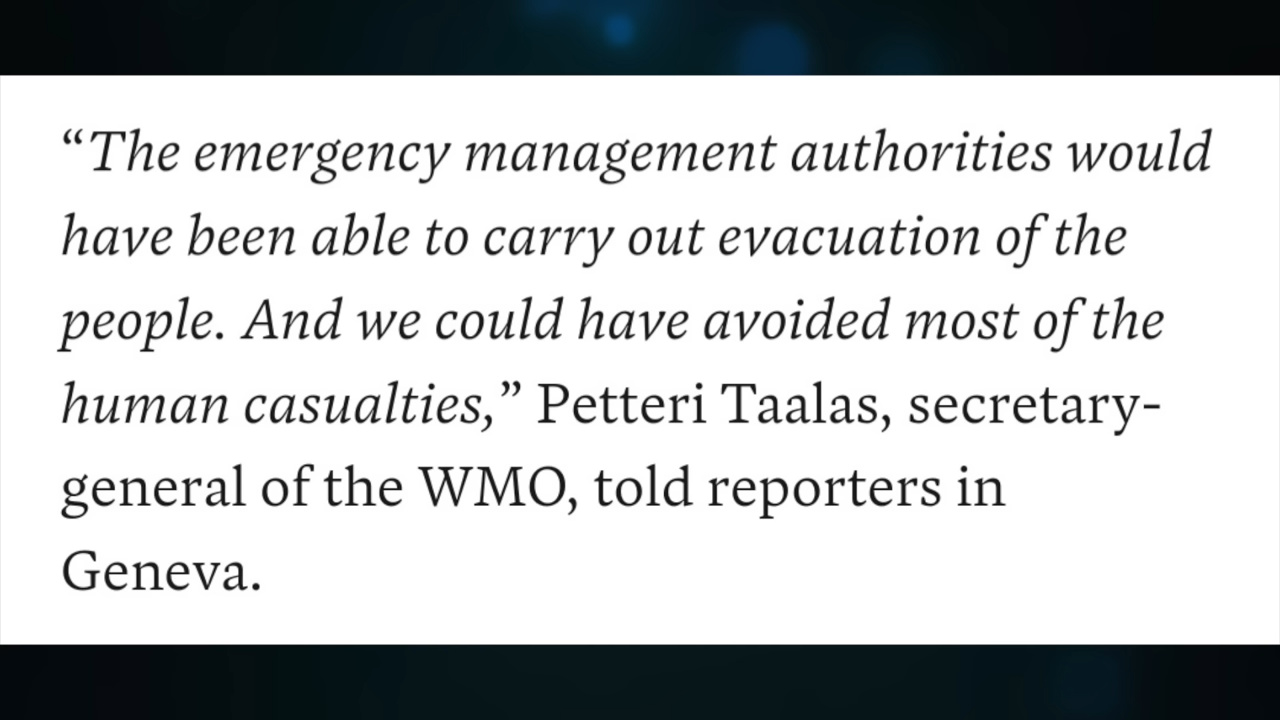 “The emergency management authorities would
have been able to carry out evacuation of the
people. And we could have avoided most of the
human casualties,” Petteri Taalas, secretary-
general of the WMO, told reporters in
Geneva.